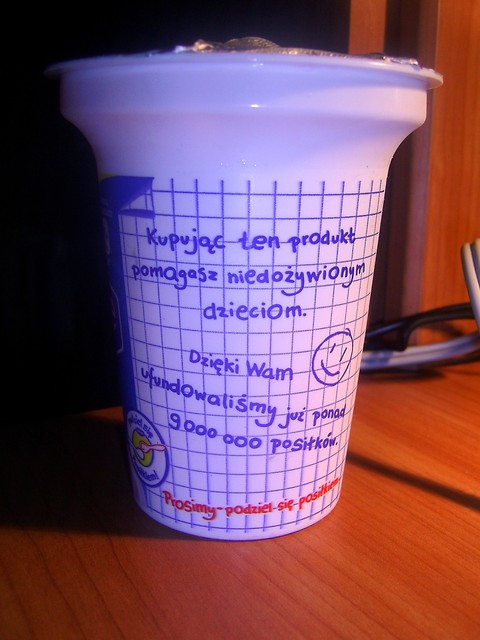 Kupując ten produkt
pomagasz niedożywionym
dzieciom.
Dzięki Wam
ufundowaliśmy już ponad
9 000 000 posiłków.
Prosimy-podziel się posiłkiem